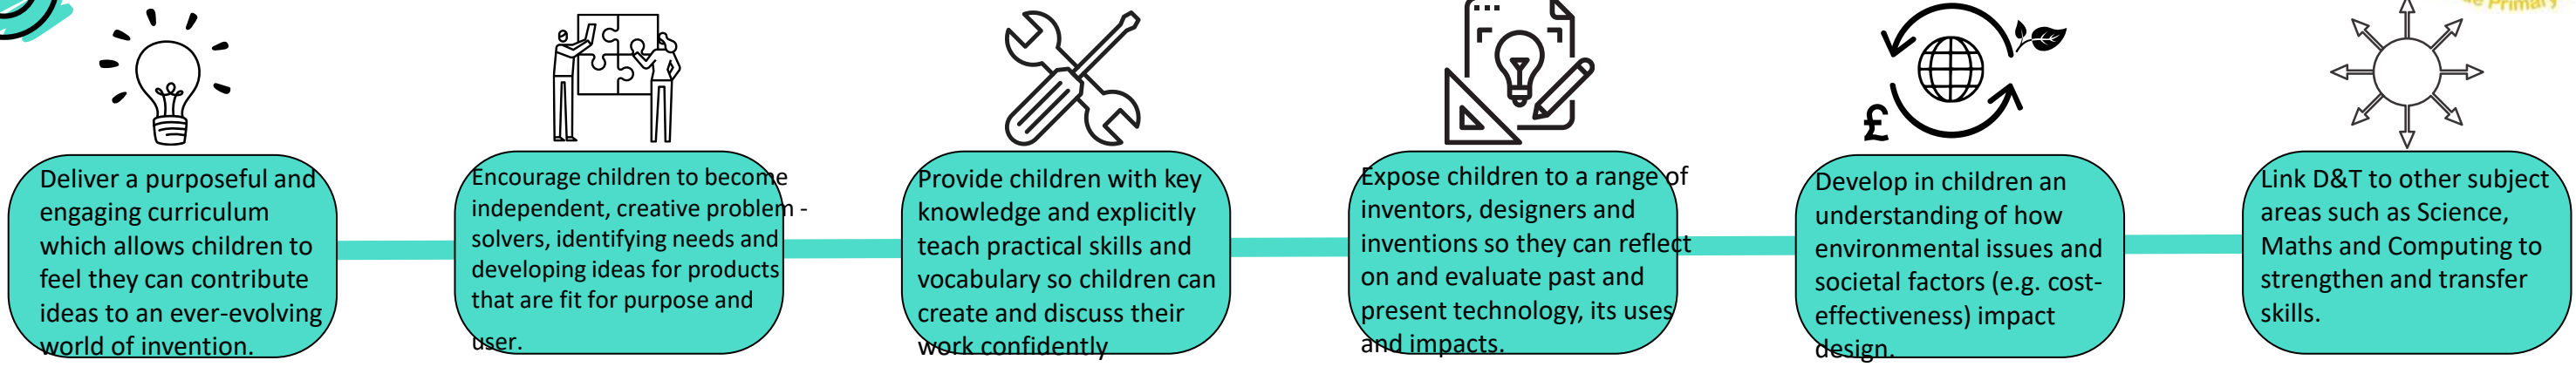 Primary
£
Deliver a purposeful and
engaging curriculum
which allows children to
feel they can contribute
ideas to an ever-evolving
world of invention.
Encourage children to become
independent, creative problem -
solvers, identifying needs and
developing ideas for products
that are fit for purpose and
user.
Provide children with key
knowledge and explicitly
teach practical skills and
vocabulary so children can
create and discuss their
work confidently
Expose children to a range of
inventors, designers and
inventions so they can reflect
on and evaluate past and
present technology, its uses
and impacts.
Develop in children an
understanding of how
environmental issues and
societal factors (e.g. cost-
effectiveness) impact
design.
Link D&T to other subject
areas such as Science,
Maths and Computing to
strengthen and transfer
skills.